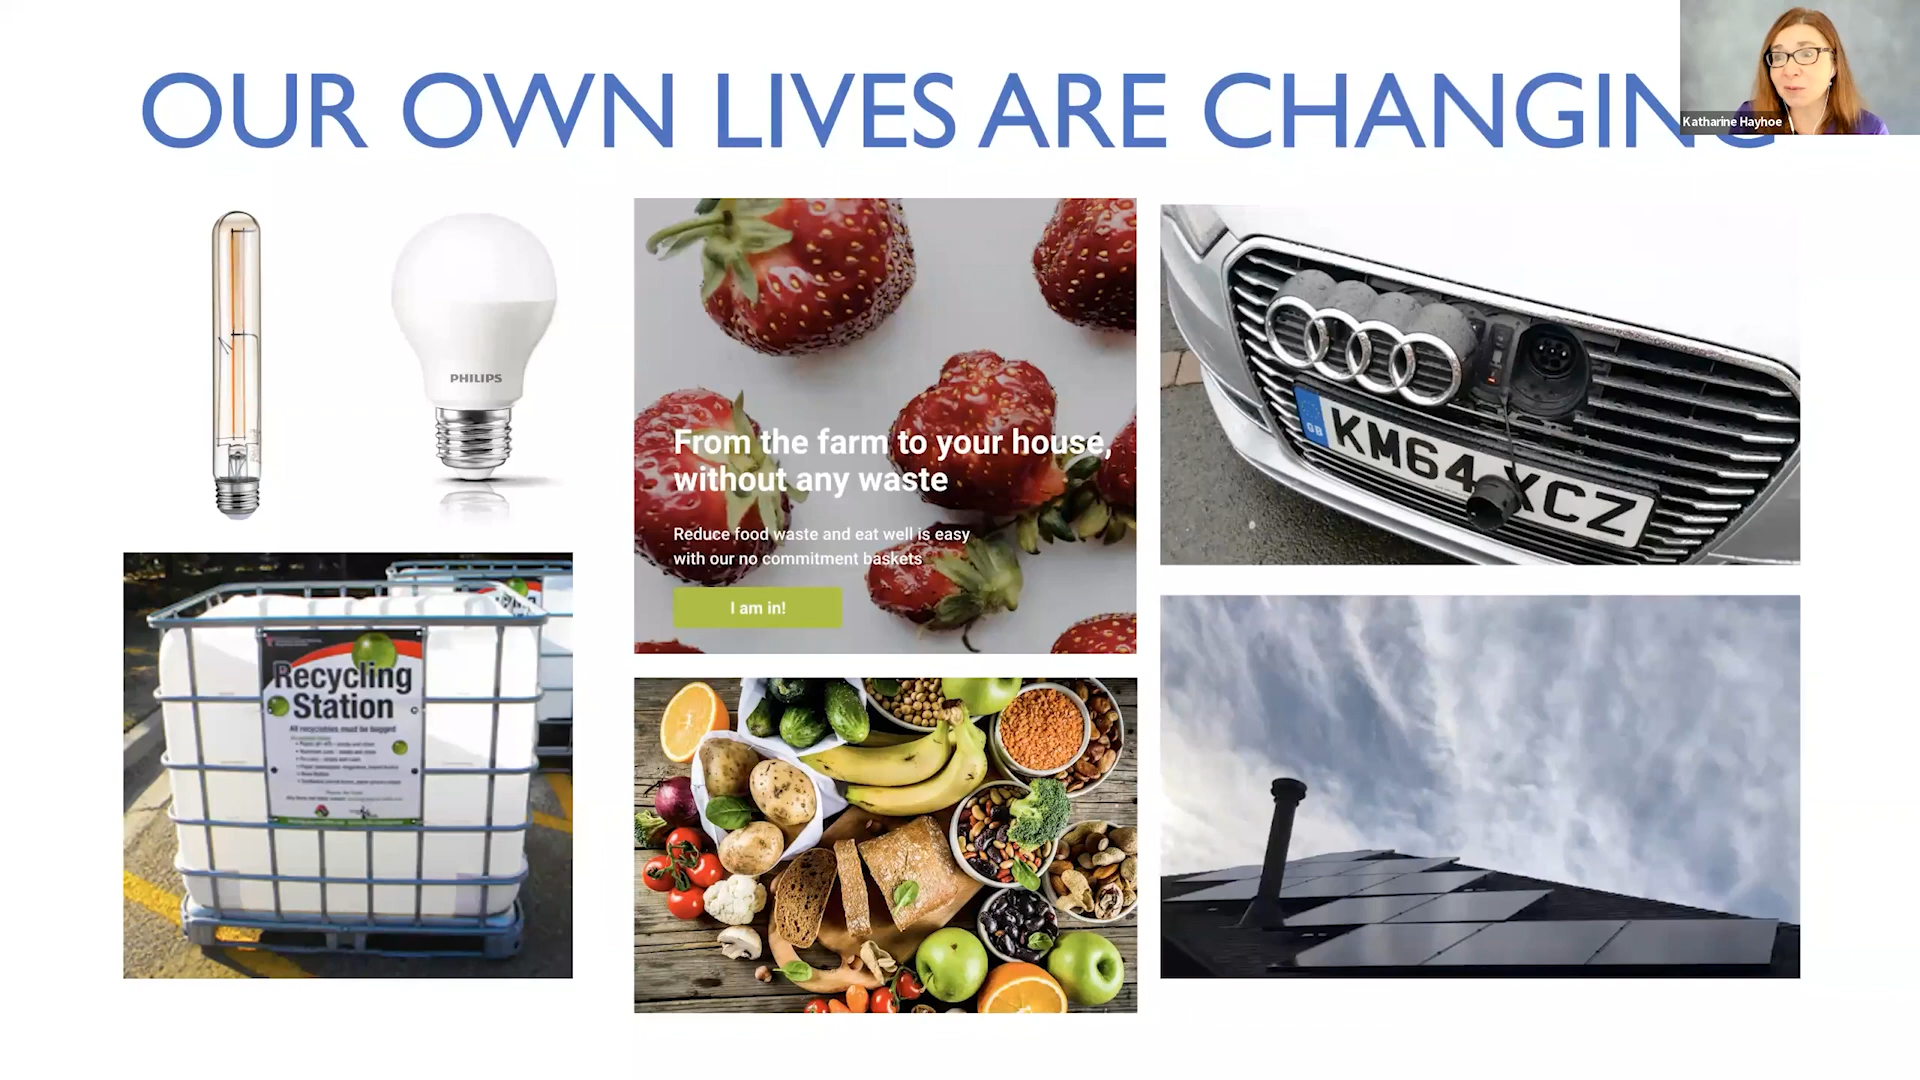 OUR OWN LIVES ARE CHANGING
Katharine Hayhoe
PHILIPS
From the farm to your house,
without any waste
Reduce food waste and eat well is easy
with our no commitment baskets
I am in!
GB
KM64 XCZ
Recycling
Station
All recyclables must be bagged